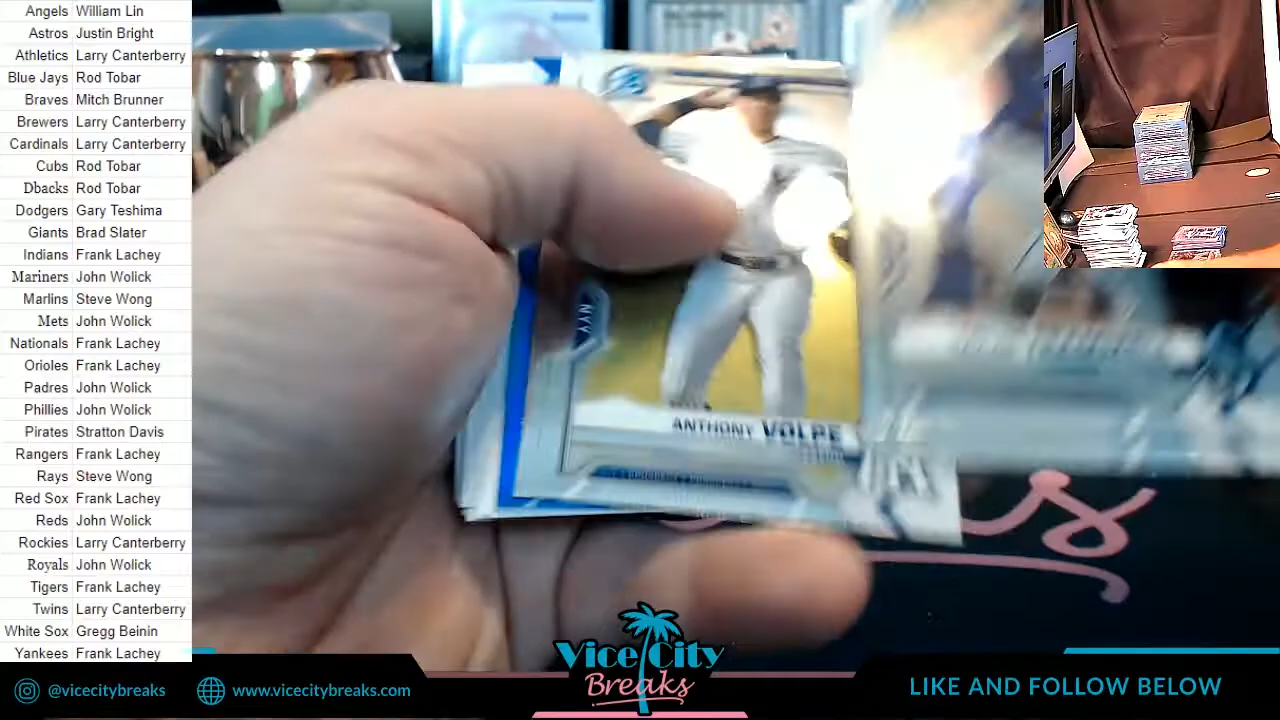 Angels William Lin
Astros Justin Bright
Athletics Larry Canterberry
Blue Jays Rod Tobar
Braves Mitch Brunner
Brewers Larry Canterberry
Cardinals Larry Canterberry
Cubs Rod Tobar
Dbacks Rod Tobar
Dodgers Gary Teshima
Giants Brad Slater
Indians Frank Lachey
Mariners John Wolick
Marlins Steve Wong
Mets John Wolick
Nationals Frank Lachey
Orioles Frank Lachey
Padres John Wolick
Phillies John Wolick
Pirates Stratton Davis
Rangers Frank Lachey
Rays Steve Wong
Red Sox Frank Lachey
Reds John Wolick
Rockies Larry Canterberry
Royals John Wolick
Tigers Frank Lachey
Twins Larry Canterberry
White Sox Gregg Beinin
Yankees Frank Lachey
NYY
ANTHONY VOLPE
@vicecitybreaks
www.vicecitybreaks.com
Vice City
Breaks
LIKE AND FOLLOW BELOW